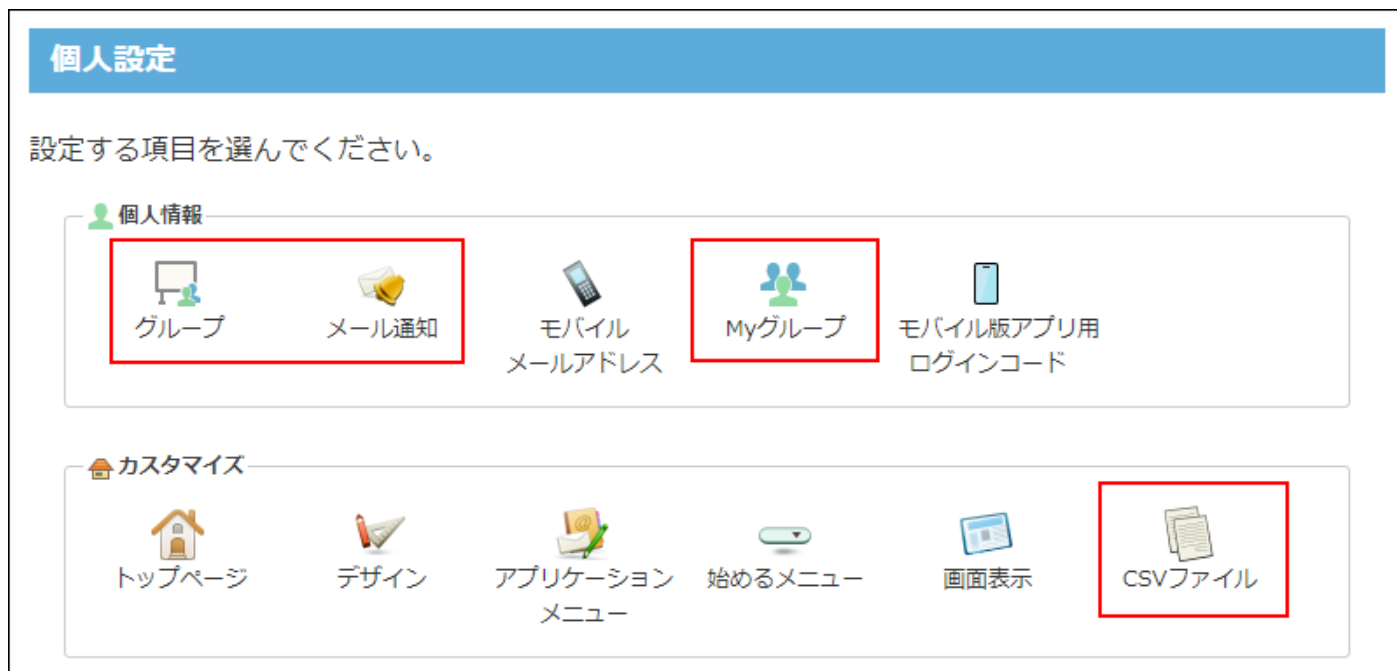 個人設定
設定する項目を選んでください。
個人情報
グループ
メール通知
モバイル
メールアドレス
Myグループ
モバイル版アプリ用
ログインコード
カスタマイズ
トップページ
デザイン
アプリケーション
メニュー
始めるメニュー
画面表示
CSVファイル